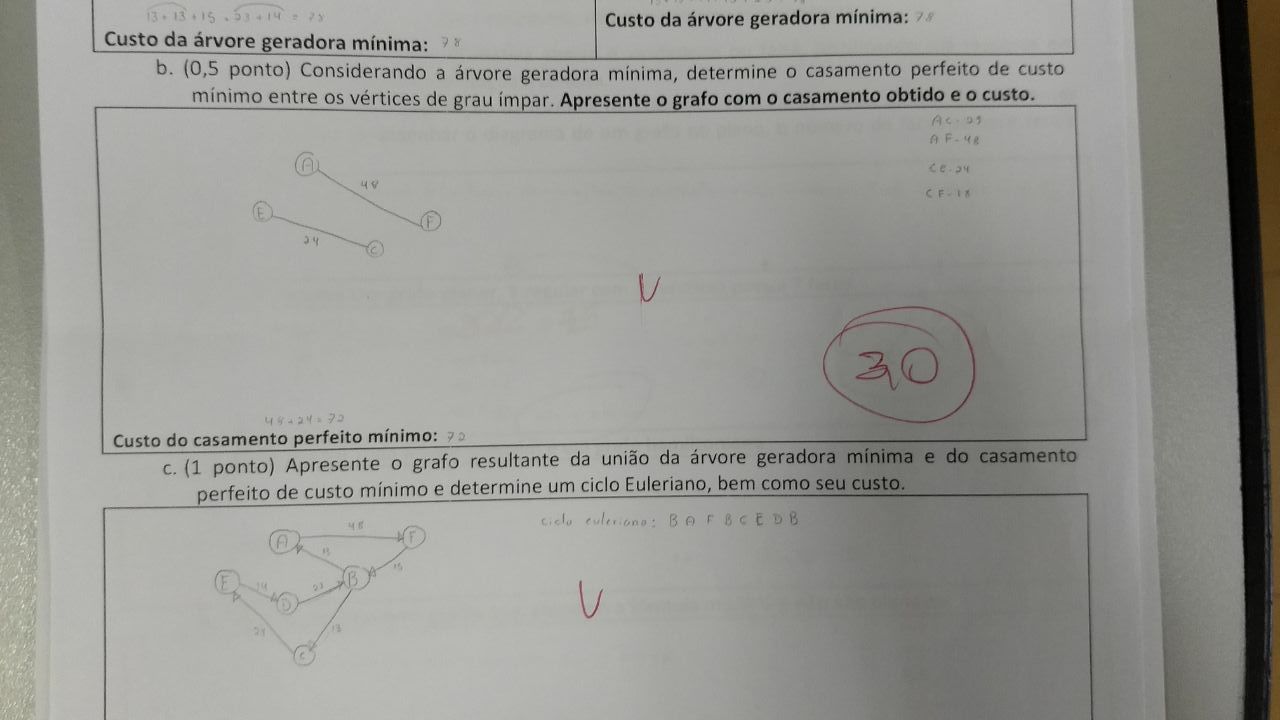 13+13+15+23+14 = 78
Custo da árvore geradora mínima: 78
Custo da árvore geradora mínima: 78
b. (0,5 ponto) Considerando a árvore geradora mínima, determine o casamento perfeito de custo
mínimo entre os vértices de grau ímpar. Apresente o grafo com o casamento obtido e o custo.
AC-29
AF-48
CE-24
CF-18
A
48
E
F
24
C
V
3,0
48+24=72
Custo do casamento perfeito mínimo: 72
c. (1 ponto) Apresente o grafo resultante da união da árvore geradora mínima e do casamento
perfeito de custo mínimo e determine um ciclo Euleriano, bem como seu custo.
ciclo euleriano: B A F B C E D B
48
A
F
13
15
E
14
23
B
D
24
13
C
V